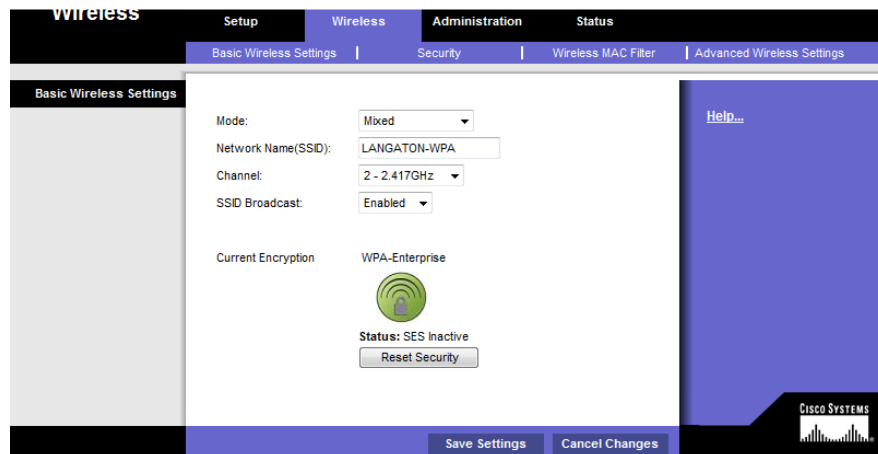 Wireless
Setup Wireless Administration Status
Basic Wireless Settings | Security | Wireless MAC Filter | Advanced Wireless Settings
Basic Wireless Settings
Help...
Mode: Mixed
Network Name(SSID): LANGATON-WPA
Channel: 2 - 2.417GHz
SSID Broadcast: Enabled
Current Encryption WPA-Enterprise
Status: SES Inactive
Reset Security
CISCO SYSTEMS
Save Settings Cancel Changes